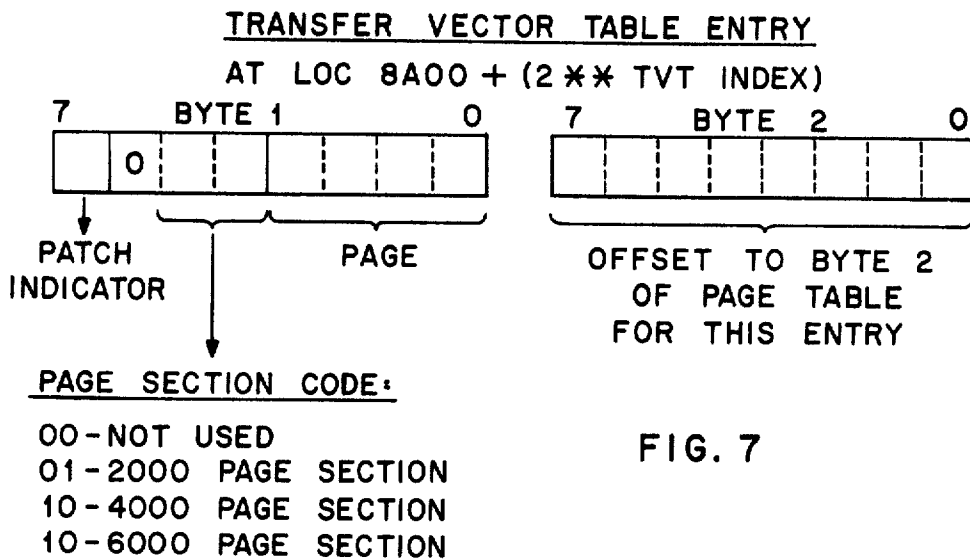 TRANSFER VECTOR TABLE ENTRY
AT LOC 8A00 + (2 ** TVT INDEX)
7 BYTE 1 0
7 BYTE 2 0
0
PATCH INDICATOR
PAGE
OFFSET TO BYTE 2
OF PAGE TABLE
FOR THIS ENTRY
PAGE SECTION CODE:
00-NOT USED
01-2000 PAGE SECTION
10-4000 PAGE SECTION
10-6000 PAGE SECTION
FIG. 7